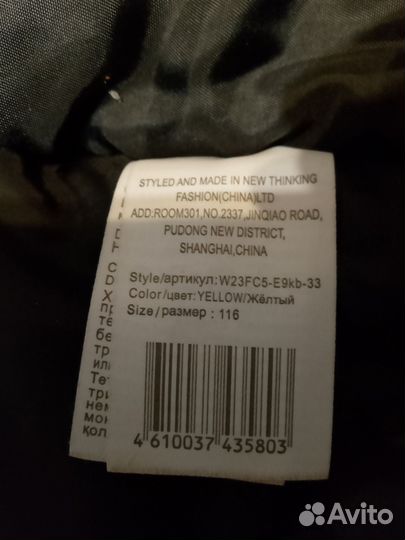 STYLED AND MADE IN NEW THINKING
FASHION(CHINA)LTD
ADD:ROOM301,NO.2337,JINQIAO ROAD,
PUDONG NEW DISTRICT,
SHANGHAI,CHINA
Style/артикул:W23FC5-E9kb-33
Color/цвет:YELLOW/Жёлтый
Size/размер : 116
4 610037 435803
Avito